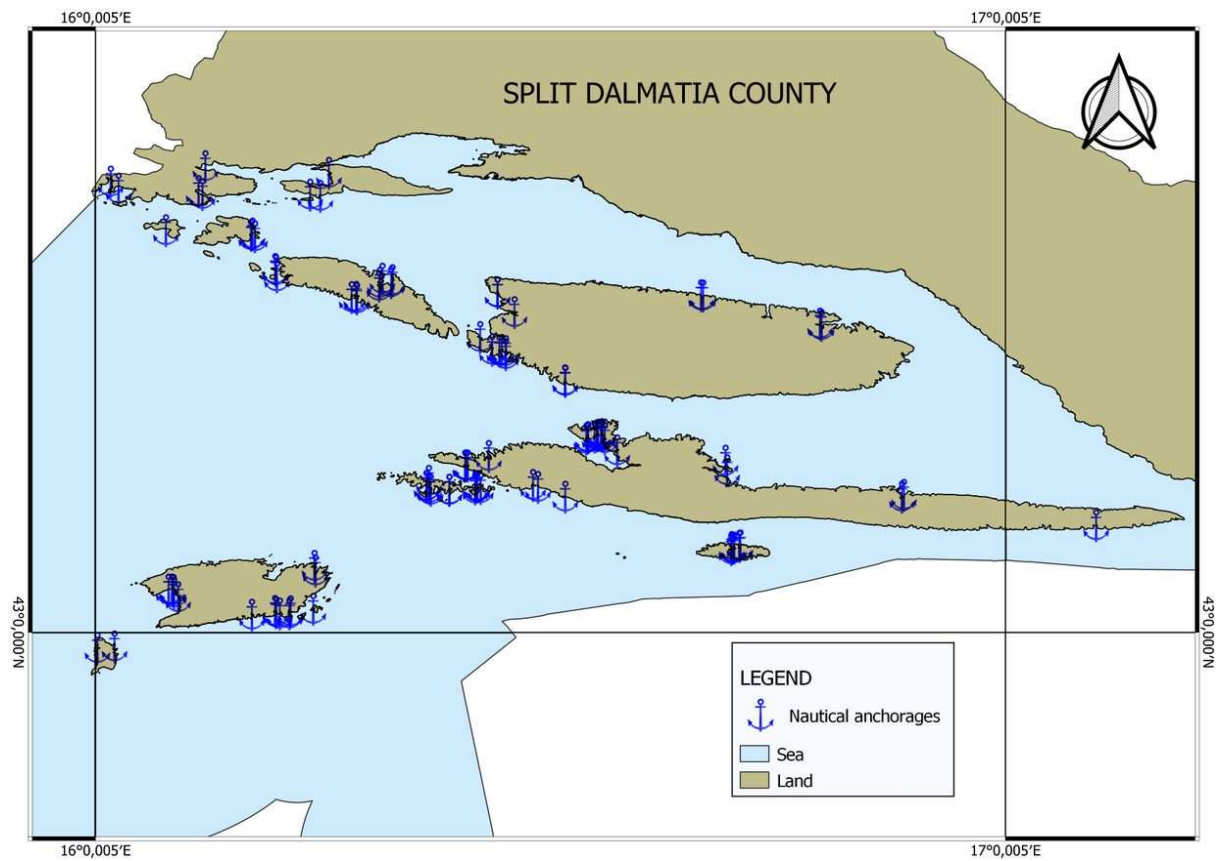 16°0,005'E 17°0,005'E
SPLIT DALMATIA COUNTY
43°0,000'N 43°0,000'N
LEGEND
Nautical anchorages
Sea
Land
16°0,005'E 17°0,005'E